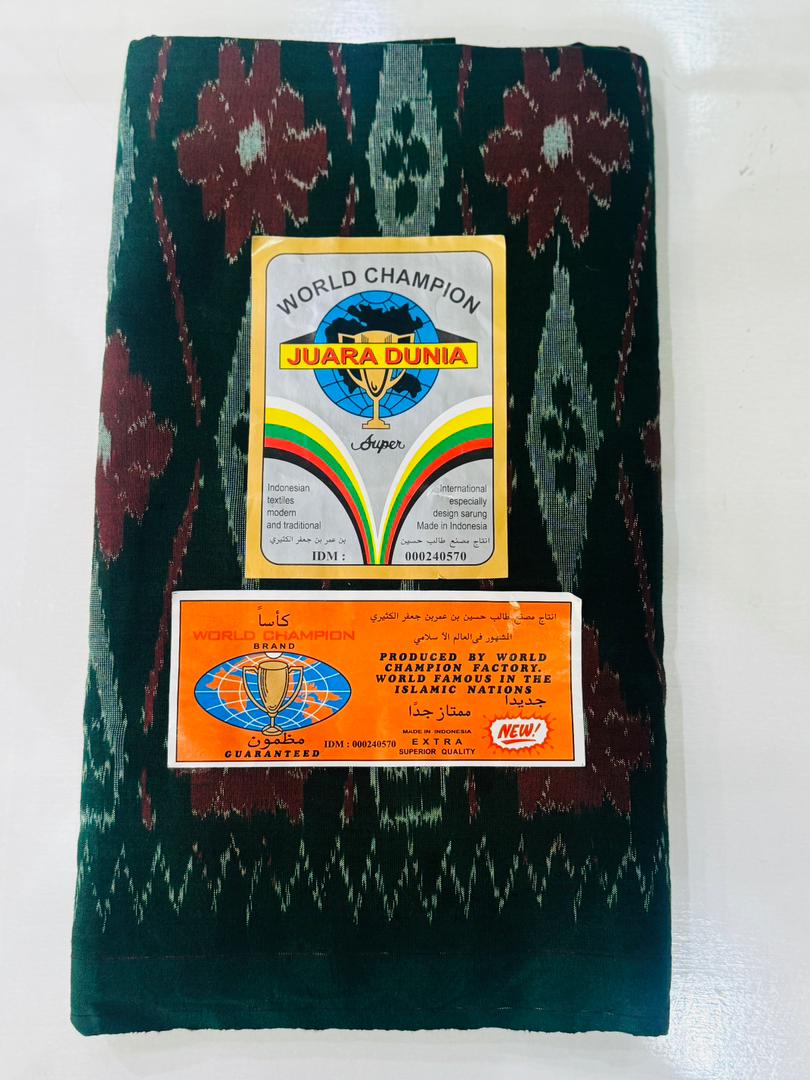 WORLD CHAMPION
JUARA DUNIA
Super
Indonesian
textiles
modern
and traditional
International
especially
design sarung
Made in Indonesia
انتاج مصنع طالب حسين
بن عمر بن جعفر الكثيري
IDM : 000240570
كأساً
WORLD CHAMPION
BRAND
مظمون
GUARANTEED
IDM : 000240570
انتاج مصنع طالب حسين بن عمربن جعفر الكثيري
المشهور فى العالم الاسلامي
PRODUCED BY WORLD
CHAMPION FACTORY.
WORLD FAMOUS IN THE
ISLAMIC NATIONS
جديداً
ممتاز جدًا
MADE IN INDONESIA
EXTRA
SUPERIOR QUALITY
NEW!